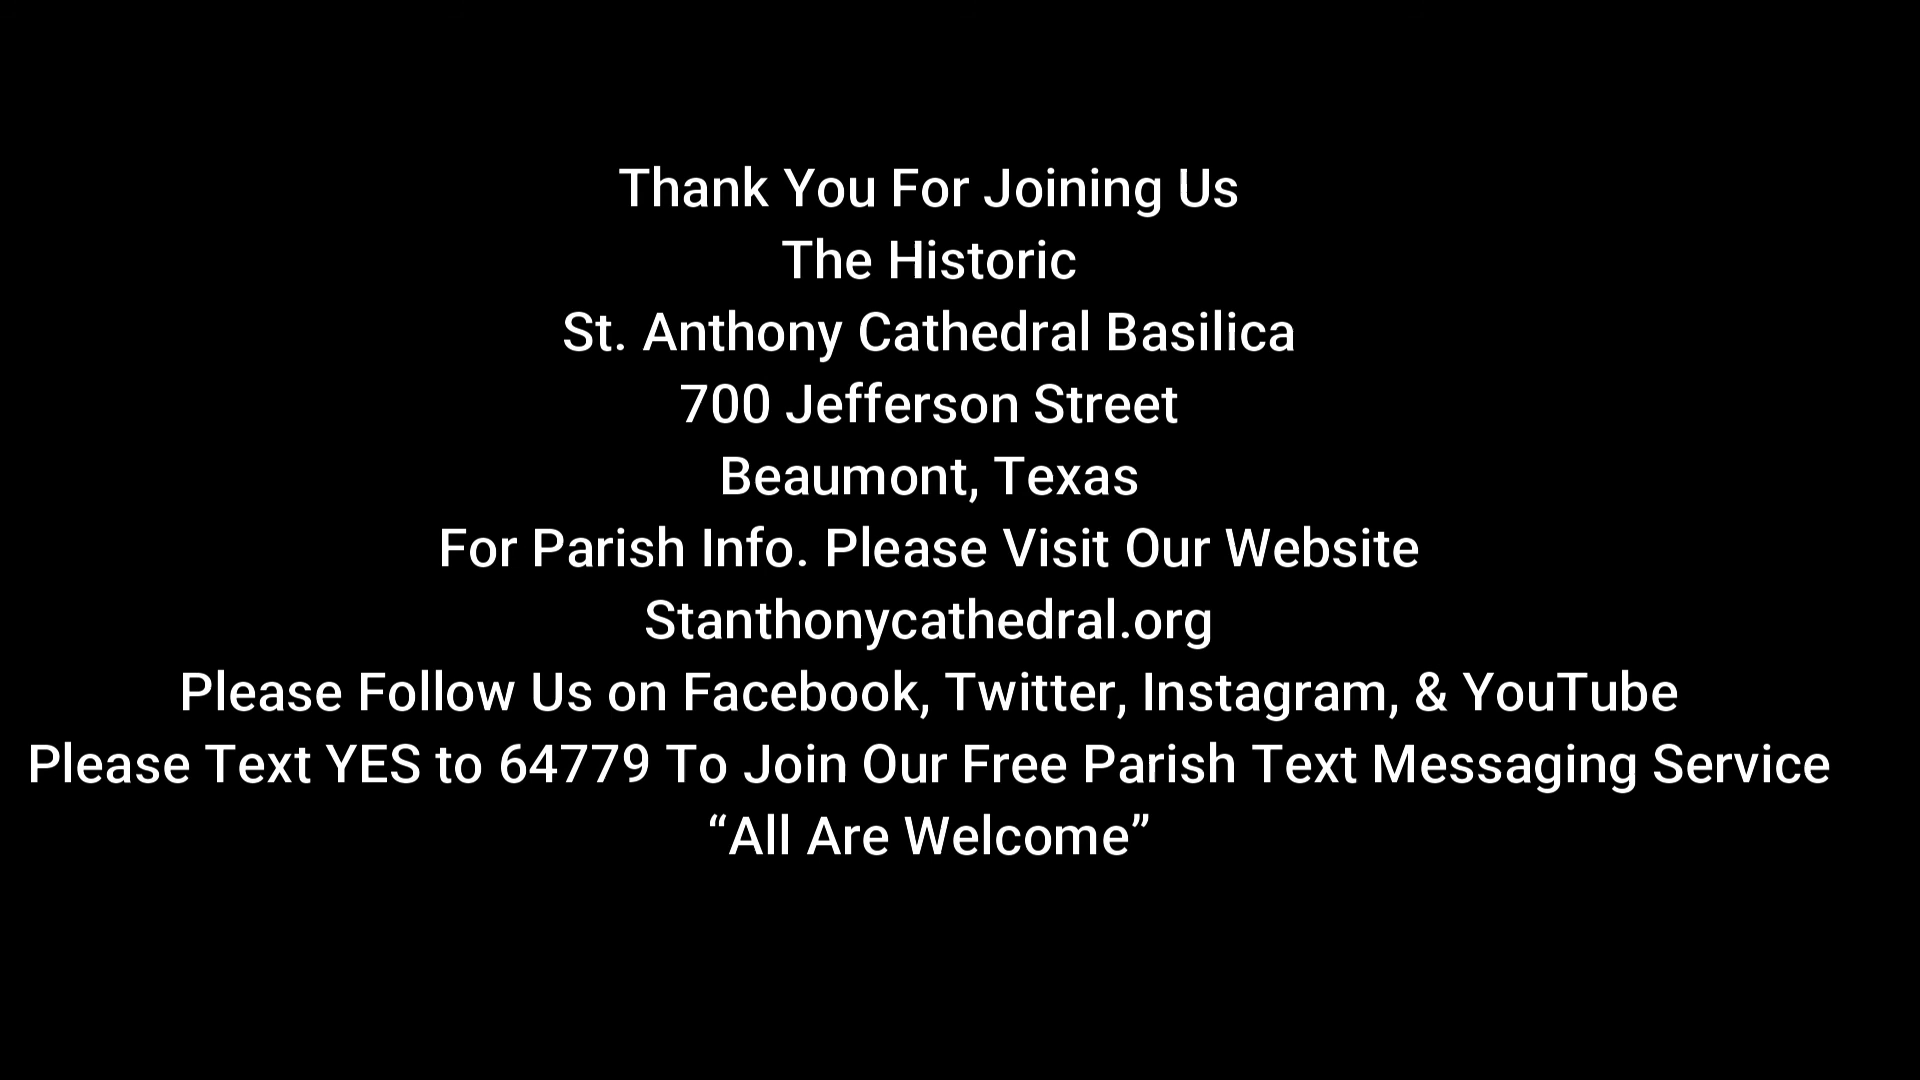 Thank You For Joining Us
The Historic
St. Anthony Cathedral Basilica
700 Jefferson Street
Beaumont, Texas
For Parish Info. Please Visit Our Website
Stanthonycathedral.org
Please Follow Us on Facebook, Twitter, Instagram, & YouTube
Please Text YES to 64779 To Join Our Free Parish Text Messaging Service
“All Are Welcome”